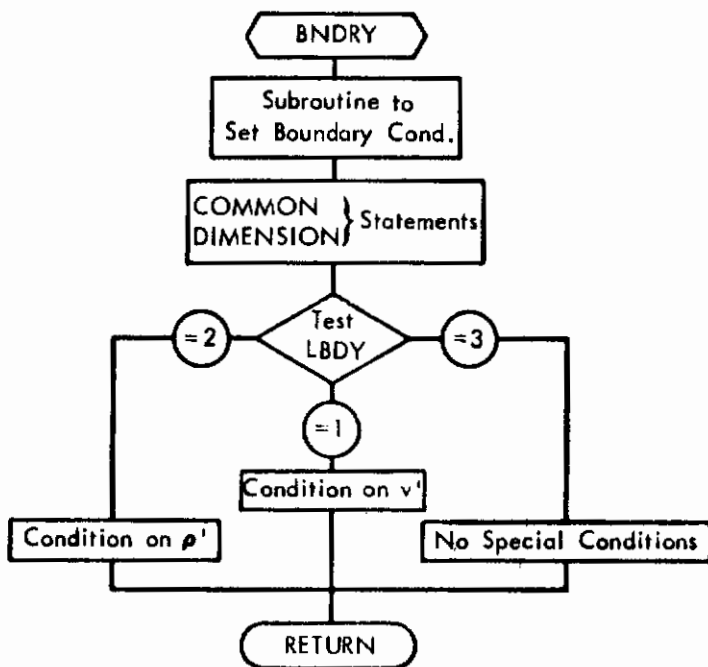 BNDRY
Subroutine to
Set Boundary Cond.
COMMON
DIMENSION } Statements
Test
LBDY
=2
=3
=1
Condition on v'
Condition on ρ'
No Special Conditions
RETURN